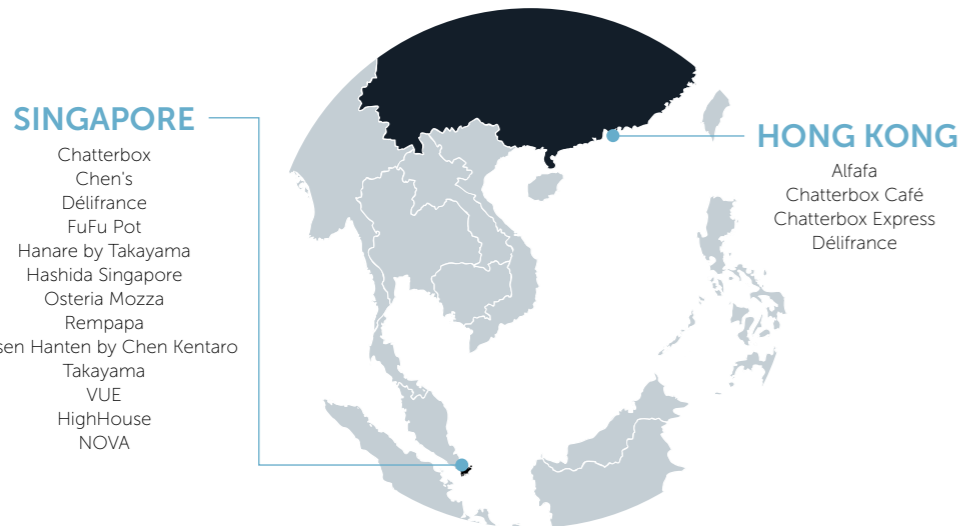 SINGAPORE
Chatterbox
Chen's
Délifrance
FuFu Pot
Hanare by Takayama
Hashida Singapore
Osteria Mozza
Rempapa
Hanten by Chen Kentaro
Takayama
VUE
HighHouse
NOVA
HONG KONG
Alfafa
Chatterbox Café
Chatterbox Express
Délifrance